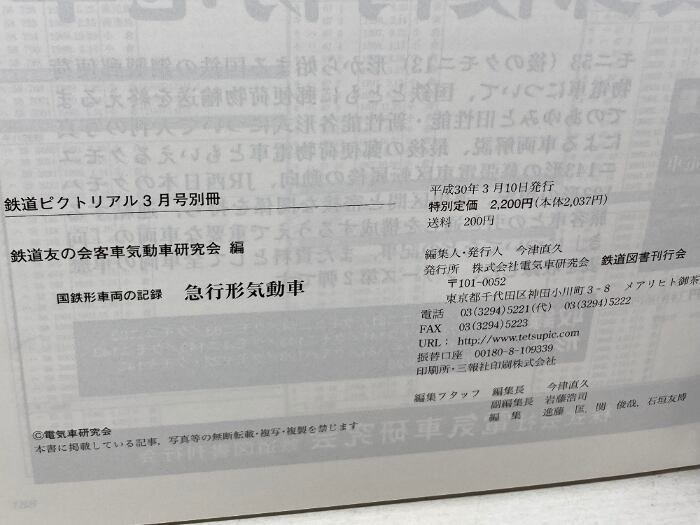 鉄道ピクトリアル3月号別冊
鉄道友の会客車気動車研究会 編
国鉄形車両の記録 急行形気動車
©電気車研究会
本書に掲載している記事，写真等の無断転載・複写・複製を禁じます
平成30年3月10日発行
特別定価 2,200円（本体2,037円）
送料 200円
編集人・発行人 今津直久
発行所 株式会社電気車研究会 鉄道図書刊行会
〒101-0052
東京都千代田区神田小川町3-8 メアリヒト御茶
電話 03(3294)5221(代) 03(3294)5222
FAX 03(3294)5223
URL： http://www.tetsupic.com/
振替口座 00180-8-109339
印刷所・三報社印刷株式会社
編集スタッフ 編集長 今津直久
副編集長 岩藤浩司
編集 進藤 匡，関 俊哉，石垣友博